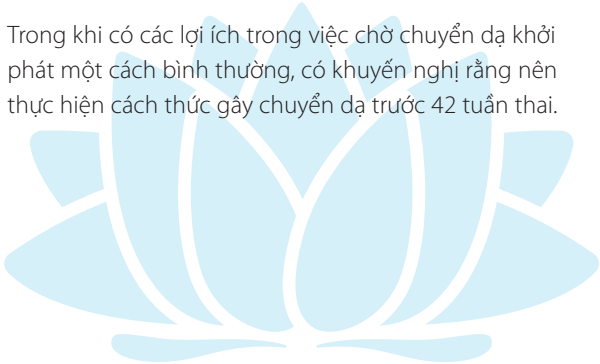 Trong khi có các lợi ích trong việc chờ chuyển dạ khởi
phát một cách bình thường, có khuyến nghị rằng nên
thực hiện cách thức gây chuyển dạ trước 42 tuần thai.